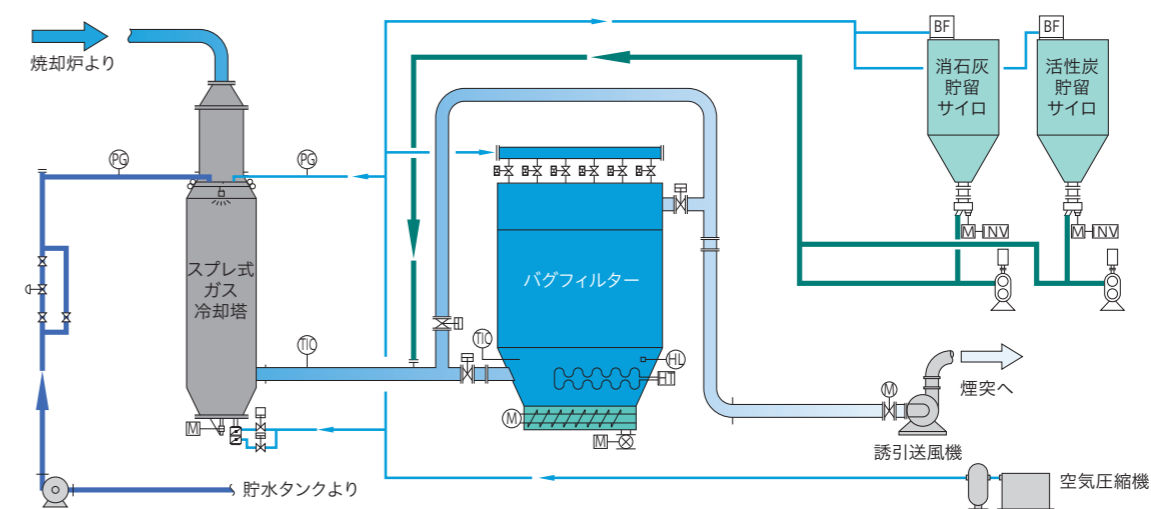 焼却炉より
BF
BF
消石灰
貯留
サイロ
活性炭
貯留
サイロ
PG
PG
M
INV
M
INV
スプレ式
ガス
冷却塔
バグフィルター
TIC
TIC
HL
HT
M
M
M
M
煙突へ
誘引送風機
貯水タンクより
空気圧縮機